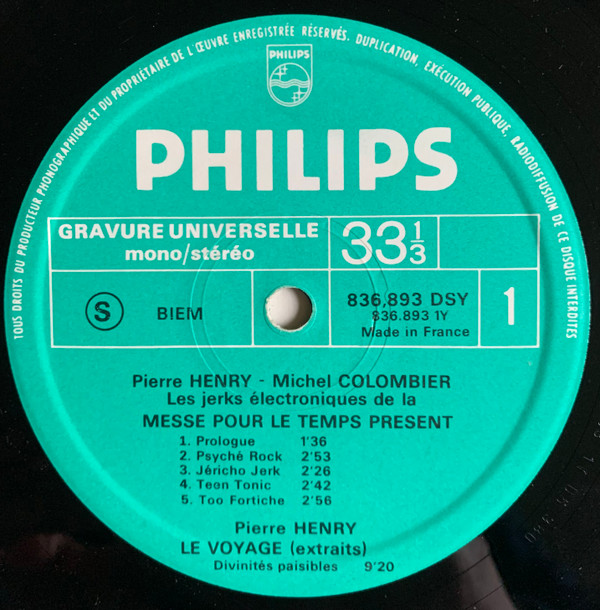 TOUS DROITS DU PRODUCTEUR PHONOGRAPHIQUE ET DU PROPRIÉTAIRE DE L'ŒUVRE ENREGISTRÉE RÉSERVÉS. DUPLICATION, EXÉCUTION PUBLIQUE, RADIODIFFUSION DE CE DISQUE INTERDITES
PHILIPS
PHILIPS
GRAVURE UNIVERSELLE
mono/stéréo
33 1/3
S
BIEM
836.893 DSY
836.893 1Y
Made in France
1
Pierre HENRY - Michel COLOMBIER
Les jerks électroniques de la
MESSE POUR LE TEMPS PRESENT
1. Prologue 1'36
2. Psyché Rock 2'53
3. Jéricho Jerk 2'26
4. Teen Tonic 2'42
5. Too Fortiche 2'56
Pierre HENRY
LE VOYAGE (extraits)
Divinités paisibles 9'20